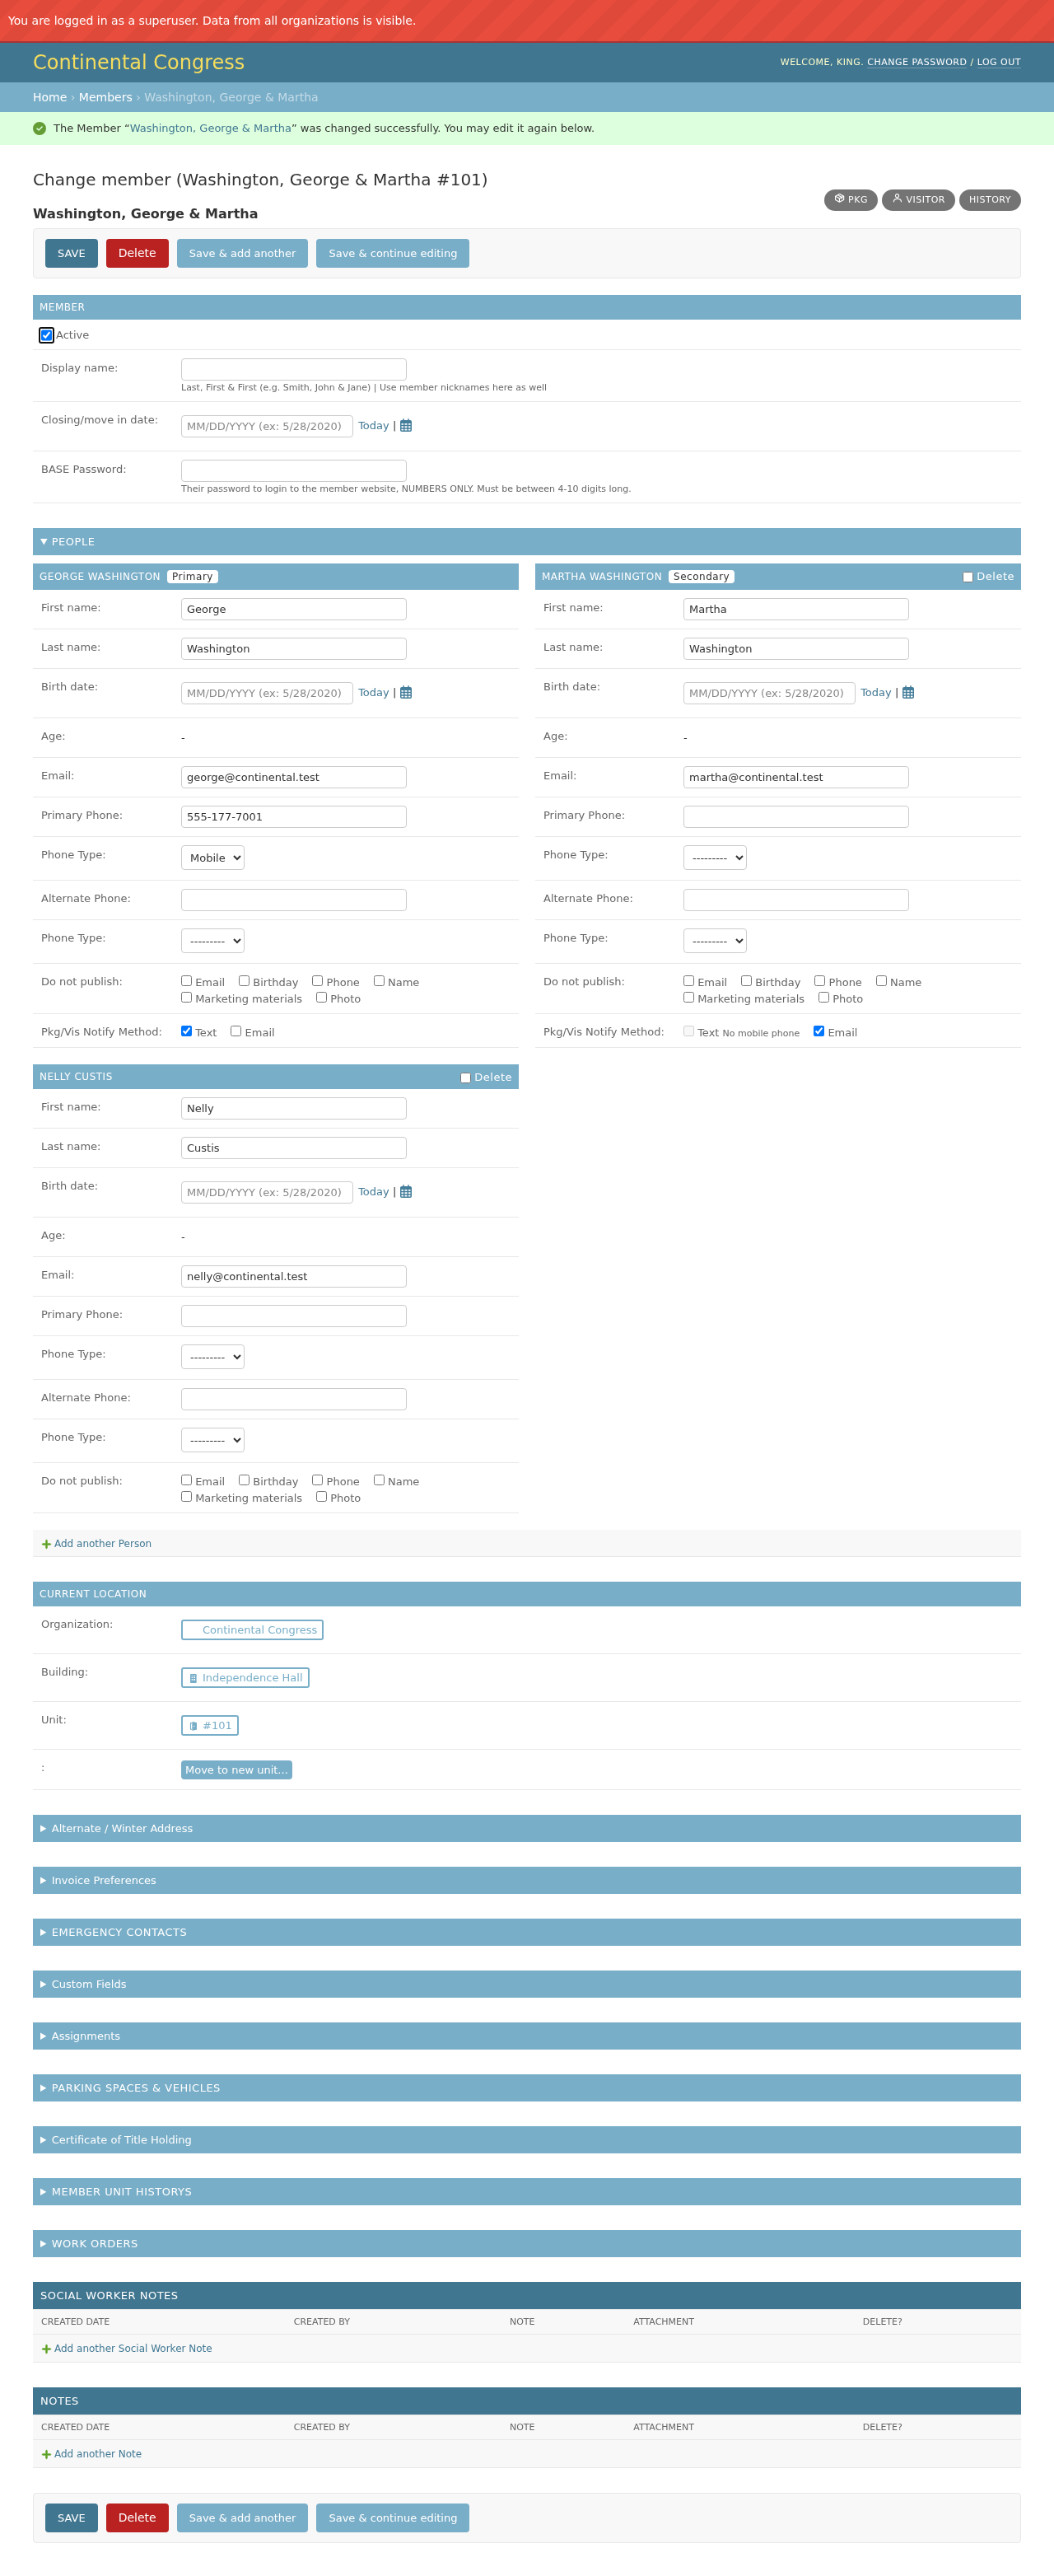 You are logged in as a superuser. Data from all organizations is visible.
Continental Congress
WELCOME, KING. CHANGE PASSWORD / LOG OUT
Home › Members › Washington, George & Martha
The Member “Washington, George & Martha” was changed successfully. You may edit it again below.
Change member (Washington, George & Martha #101)
PKG VISITOR HISTORY
Washington, George & Martha
SAVE Delete Save & add another Save & continue editing
MEMBER
Active
Display name:
Last, First & First (e.g. Smith, John & Jane) | Use member nicknames here as well
Closing/move in date: MM/DD/YYYY (ex: 5/28/2020) Today |
BASE Password:
Their password to login to the member website, NUMBERS ONLY. Must be between 4-10 digits long.
PEOPLE
GEORGE WASHINGTON Primary
First name: George
Last name: Washington
Birth date: MM/DD/YYYY (ex: 5/28/2020) Today |
Age: -
Email: george@continental.test
Primary Phone: 555-177-7001
Phone Type: Mobile
Alternate Phone:
Phone Type: ---------
Do not publish: Email Birthday Phone Name
Marketing materials Photo
Pkg/Vis Notify Method: Text Email
MARTHA WASHINGTON Secondary Delete
First name: Martha
Last name: Washington
Birth date: MM/DD/YYYY (ex: 5/28/2020) Today |
Age: -
Email: martha@continental.test
Primary Phone:
Phone Type: ---------
Alternate Phone:
Phone Type: ---------
Do not publish: Email Birthday Phone Name
Marketing materials Photo
Pkg/Vis Notify Method: Text No mobile phone Email
NELLY CUSTIS Delete
First name: Nelly
Last name: Custis
Birth date: MM/DD/YYYY (ex: 5/28/2020) Today |
Age: -
Email: nelly@continental.test
Primary Phone:
Phone Type: ---------
Alternate Phone:
Phone Type: ---------
Do not publish: Email Birthday Phone Name
Marketing materials Photo
Add another Person
CURRENT LOCATION
Organization: Continental Congress
Building: Independence Hall
Unit: #101
: Move to new unit...
Alternate / Winter Address
Invoice Preferences
EMERGENCY CONTACTS
Custom Fields
Assignments
PARKING SPACES & VEHICLES
Certificate of Title Holding
MEMBER UNIT HISTORYS
WORK ORDERS
SOCIAL WORKER NOTES
CREATED DATE CREATED BY NOTE ATTACHMENT DELETE?
Add another Social Worker Note
NOTES
CREATED DATE CREATED BY NOTE ATTACHMENT DELETE?
Add another Note
SAVE Delete Save & add another Save & continue editing